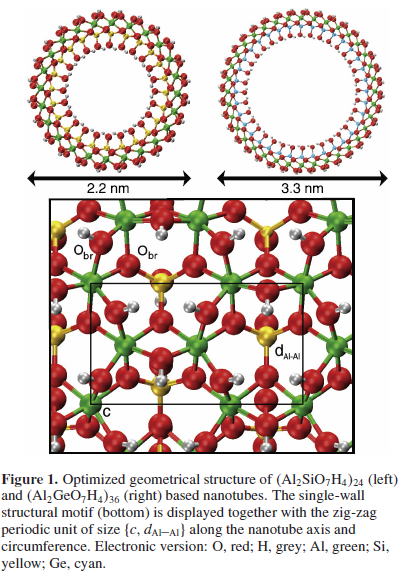 2.2 nm 3.3 nm
O_br O_br
d_Al-Al
c
Figure 1. Optimized geometrical structure of (Al₂SiO₇H₄)₂₄ (left)
and (Al₂GeO₇H₄)₃₆ (right) based nanotubes. The single-wall
structural motif (bottom) is displayed together with the zig-zag
periodic unit of size {c, d_Al–Al} along the nanotube axis and
circumference. Electronic version: O, red; H, grey; Al, green; Si,
yellow; Ge, cyan.